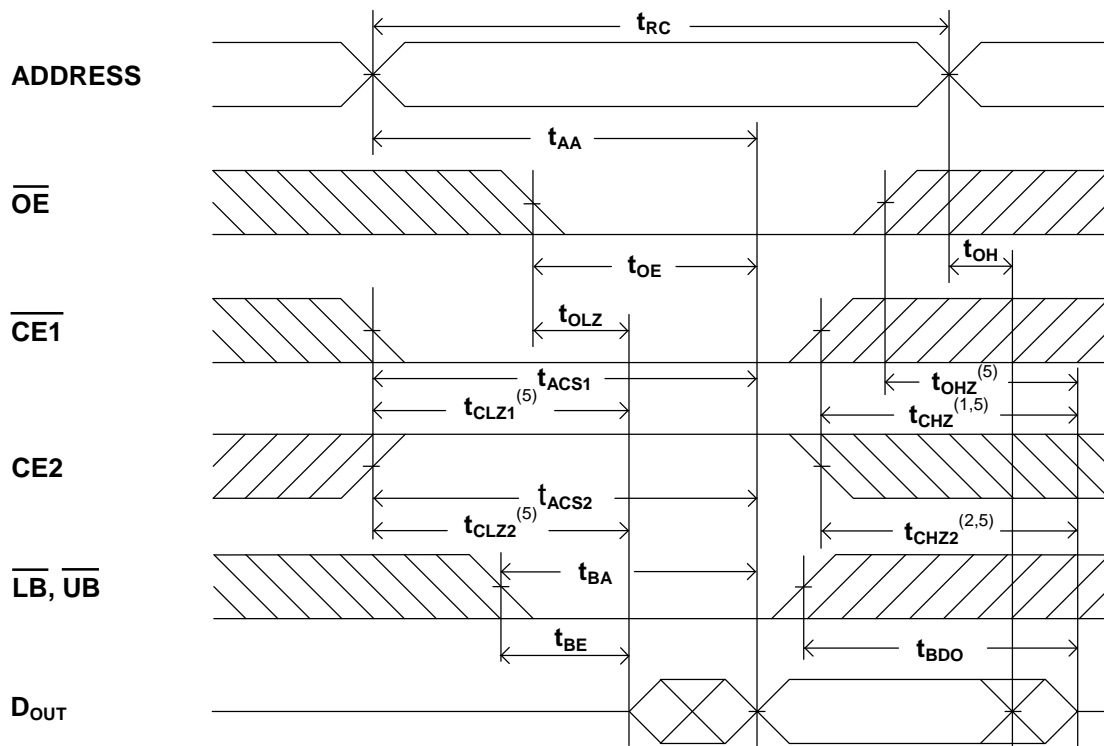 tRC
ADDRESS
tAA
OE
tOE
tOH
CE1
tOLZ
tACS1
tOHZ(5)
tCLZ1(5)
tCHZ(1,5)
CE2
tACS2
tCLZ2(5)
tCHZ2(2,5)
LB, UB
tBA
tBE
tBDO
DOUT